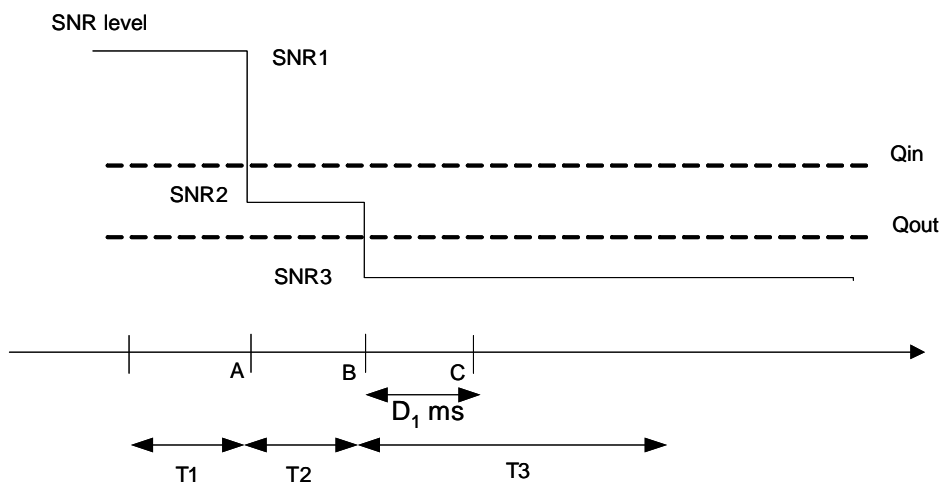 SNR level
SNR1
Qin
SNR2
Qout
SNR3
A
B
C
D₁ ms
T1
T2
T3